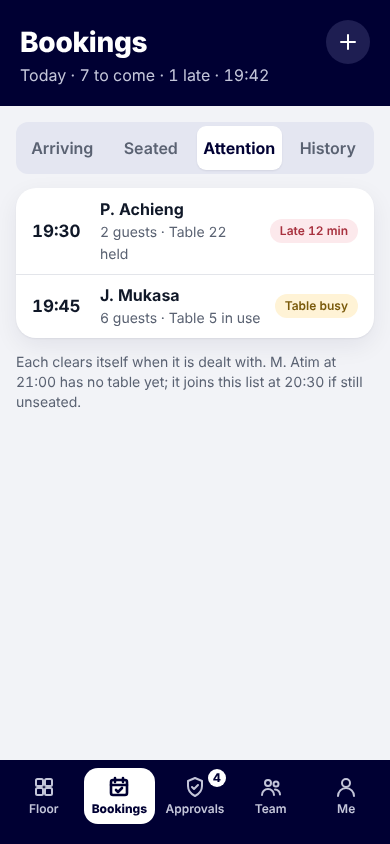 Bookings
Today · 7 to come · 1 late · 19:42
Arriving
Seated
Attention
History
19:30
P. Achieng
2 guests · Table 22
held
Late 12 min
19:45
J. Mukasa
6 guests · Table 5 in use
Table busy
Each clears itself when it is dealt with. M. Atim at
21:00 has no table yet; it joins this list at 20:30 if still
unseated.
Floor
Bookings
4
Approvals
Team
Me